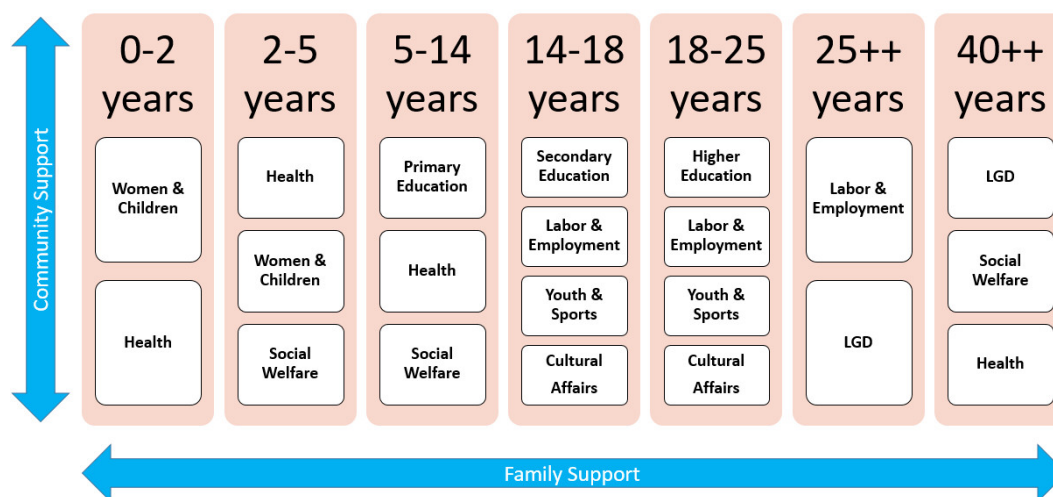 Community Support
0-2
years
Women &
Children
Health
2-5
years
Health
Women &
Children
Social
Welfare
5-14
years
Primary
Education
Health
Social
Welfare
14-18
years
Secondary
Education
Labor &
Employment
Youth &
Sports
Cultural
Affairs
18-25
years
Higher
Education
Labor &
Employment
Youth &
Sports
Cultural
Affairs
25++
years
Labor &
Employment
LGD
40++
years
LGD
Social
Welfare
Health
Family Support